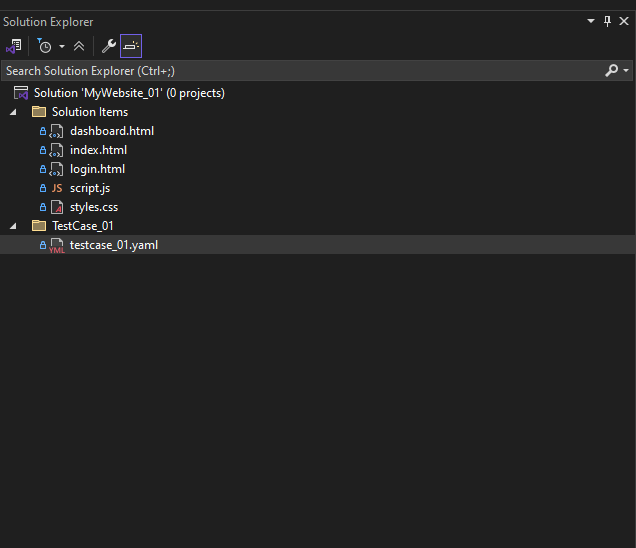 Solution Explorer
Search Solution Explorer (Ctrl+;)
Solution 'MyWebsite_01' (0 projects)
Solution Items
dashboard.html
index.html
login.html
JS script.js
styles.css
TestCase_01
YML testcase_01.yaml